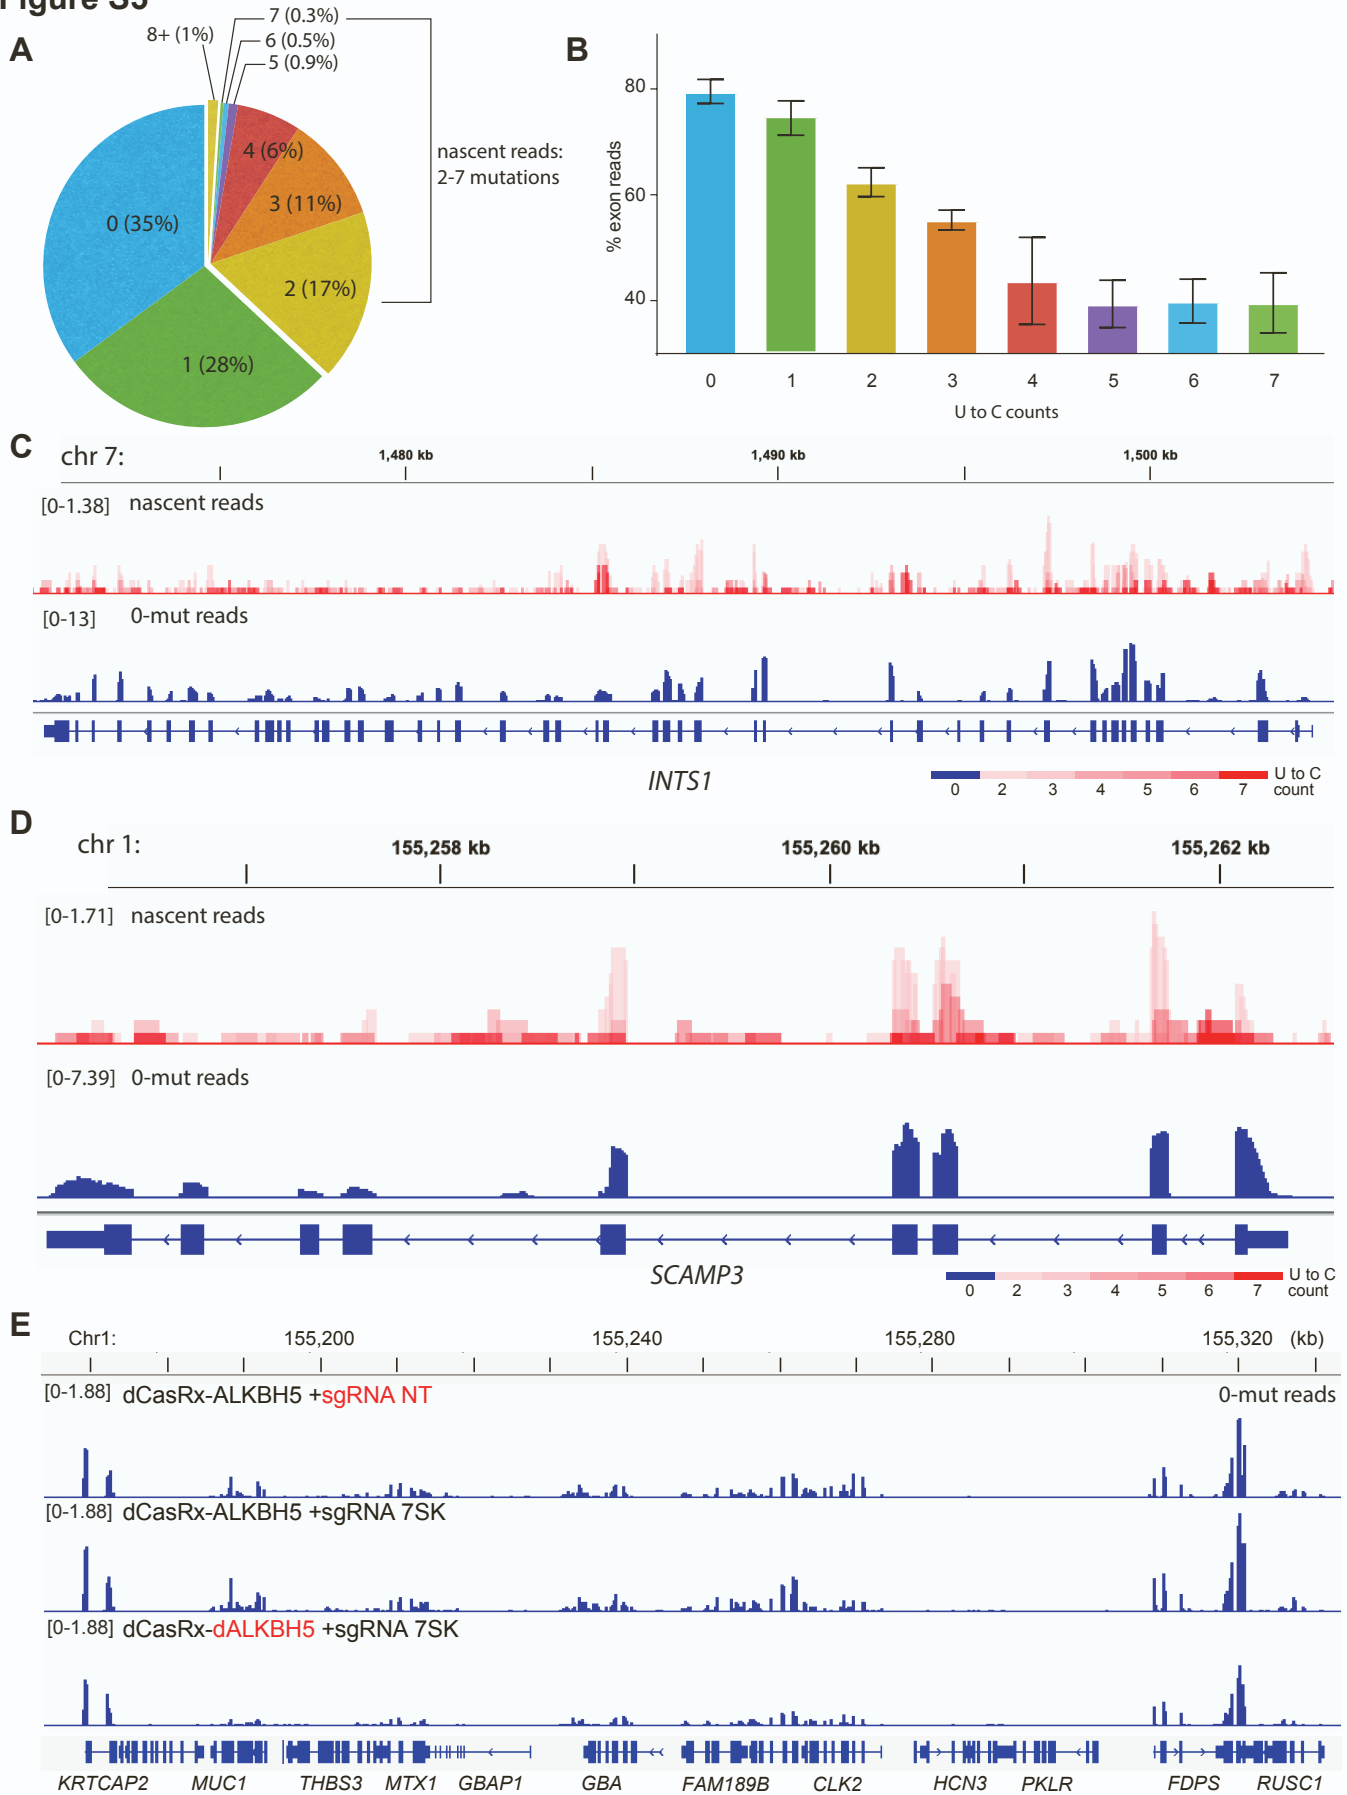 Figure S5
A
8+ (1%)
7 (0.3%)
6 (0.5%)
5 (0.9%)
4 (6%)
3 (11%)
2 (17%)
0 (35%)
1 (28%)
nascent reads:
2-7 mutations
B
% exon reads
80
60
40
0 1 2 3 4 5 6 7
U to C counts
C
chr 7:
1,480 kb 1,490 kb 1,500 kb
[0-1.38] nascent reads
[0-13] 0-mut reads
INTS1
0 2 3 4 5 6 7
U to C
count
D
chr 1:
155,258 kb 155,260 kb 155,262 kb
[0-1.71] nascent reads
[0-7.39] 0-mut reads
SCAMP3
0 2 3 4 5 6 7
U to C
count
E
Chr1: 155,200 155,240 155,280 155,320 (kb)
[0-1.88] dCasRx-ALKBH5 +sgRNA NT 0-mut reads
[0-1.88] dCasRx-ALKBH5 +sgRNA 7SK
[0-1.88] dCasRx-dALKBH5 +sgRNA 7SK
KRTCAP2 MUC1 THBS3 MTX1 GBAP1 GBA FAM189B CLK2 HCN3 PKLR FDPS RUSC1